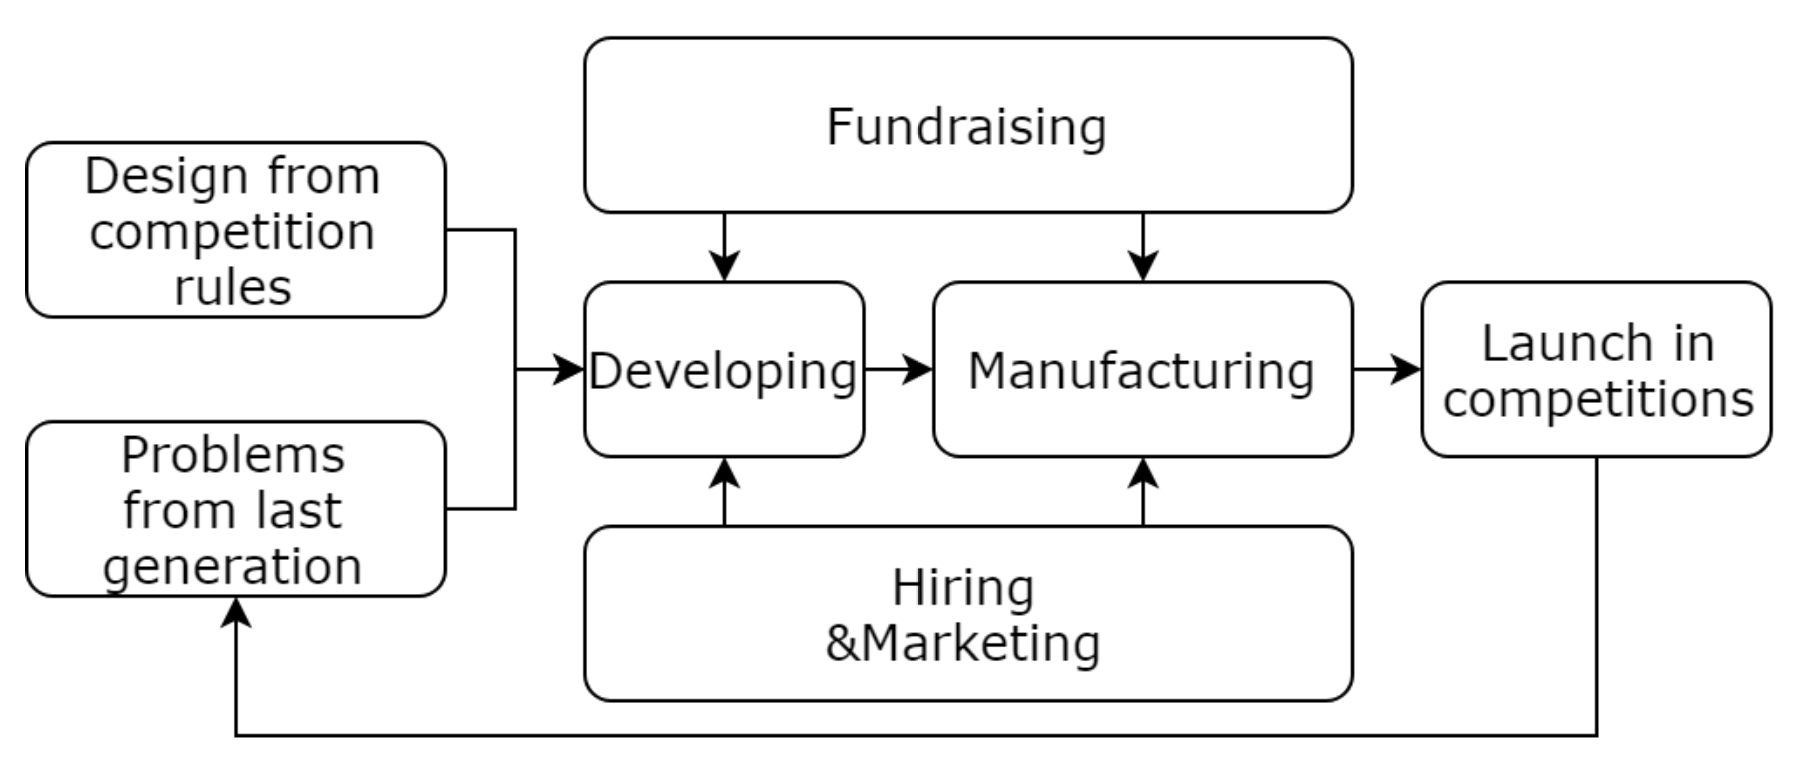 Fundraising
Design from
competition
rules
Developing
Manufacturing
Launch in
competitions
Problems
from last
generation
Hiring
&Marketing